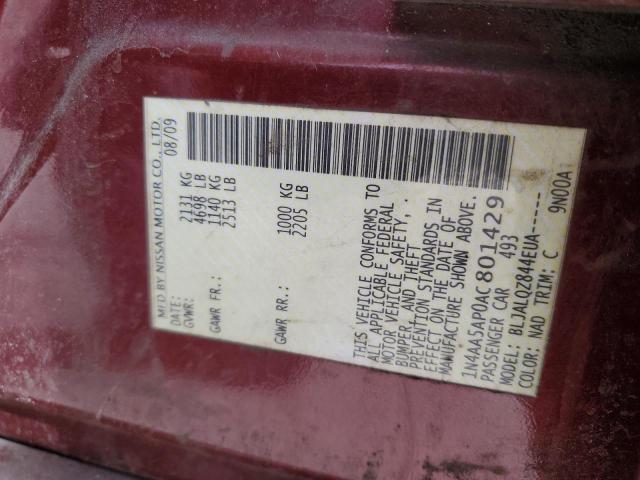 MFD BY NISSAN MOTOR CO., LTD.
DATE: 08/09
GVWR: 2131 KG
4698 LB
GAWR FR.: 1140 KG
2513 LB
GAWR RR.: 1000 KG
2205 LB
THIS VEHICLE CONFORMS TO
ALL APPLICABLE FEDERAL
MOTOR VEHICLE SAFETY,
BUMPER, AND THEFT
PREVENTION STANDARDS IN
EFFECT ON THE DATE OF
MANUFACTURE SHOWN ABOVE.
1N4AA5AP0AC801429
PASSENGER CAR 493
MODEL: BLJALQZ844EUA------
COLOR: NAD TRIM: C 9N00A